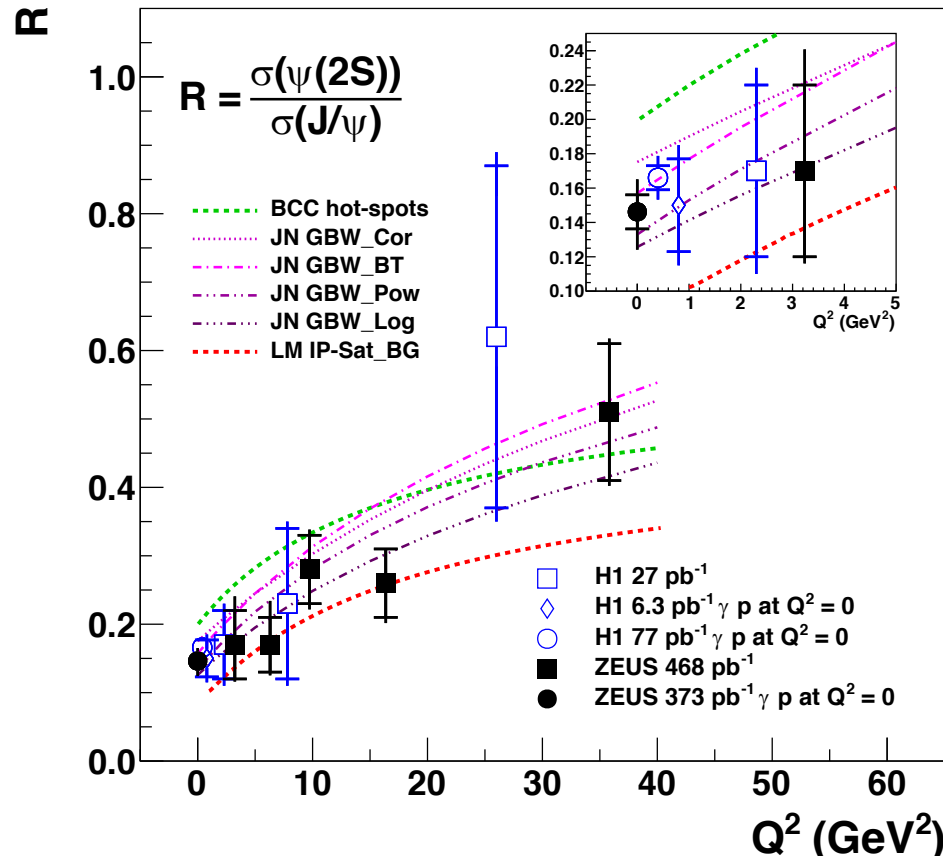 R
1.0
0.8
0.6
0.4
0.2
0.0
R = σ(ψ(2S)) / σ(J/ψ)
BCC hot-spots
JN GBW_Cor
JN GBW_BT
JN GBW_Pow
JN GBW_Log
LM IP-Sat_BG
0.24
0.22
0.20
0.18
0.16
0.14
0.12
0.10
0 1 2 3 4 5
Q² (GeV²)
H1 27 pb⁻¹
H1 6.3 pb⁻¹ γ p at Q² = 0
H1 77 pb⁻¹ γ p at Q² = 0
ZEUS 468 pb⁻¹
ZEUS 373 pb⁻¹ γ p at Q² = 0
0 10 20 30 40 50 60
Q² (GeV²)